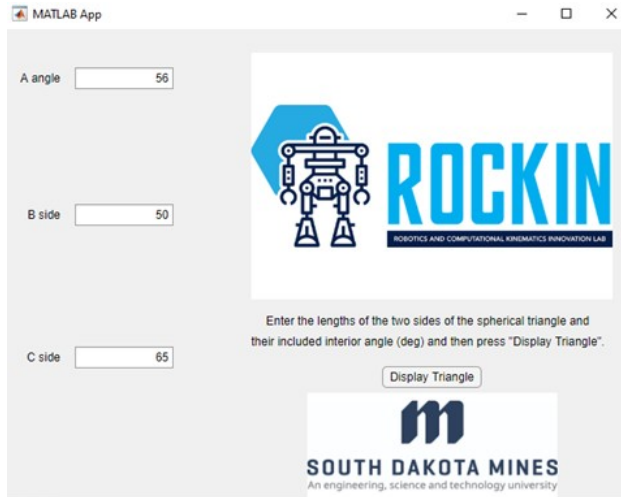 MATLAB App
A angle 56
ROCKIN
ROBOTICS AND COMPUTATIONAL KINEMATICS INNOVATION LAB
B side 50
Enter the lengths of the two sides of the spherical triangle and
their included interior angle (deg) and then press "Display Triangle".
C side 65
Display Triangle
m
SOUTH DAKOTA MINES
An engineering, science and technology university